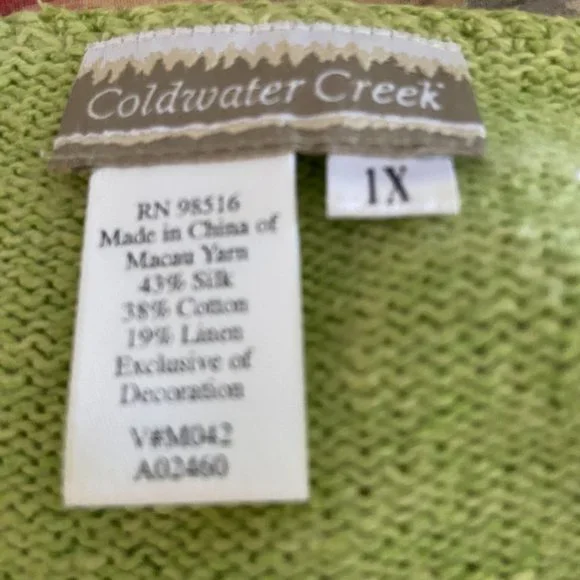 Coldwater Creek
1X
RN 98516
Made in China of
Macau Yarn
43% Silk
38% Cotton
19% Linen
Exclusive of
Decoration
V#M042
A02460